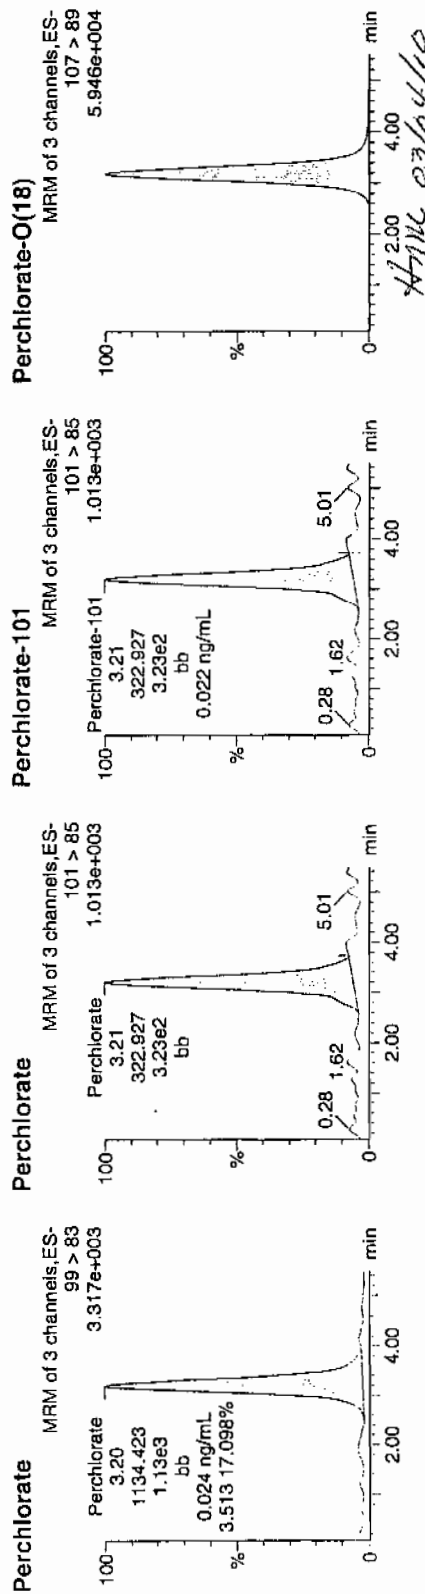 Perchlorate
MRM of 3 channels,ES-
99 > 83
3.317e+003
Perchlorate
3.20
1134.423
1.13e3
bb
0.024 ng/mL
3.513 17.098%
100
%
0
2.00
4.00
min
Perchlorate
MRM of 3 channels,ES-
101 > 85
1.013e+003
Perchlorate
3.21
322.927
3.23e2
bb
100
%
0
0.28
1.62
5.01
2.00
4.00
min
Perchlorate-101
MRM of 3 channels,ES-
101 > 85
1.013e+003
Perchlorate-101
3.21
322.927
3.23e2
bb
0.022 ng/mL
100
%
0
0.28
1.62
5.01
2.00
4.00
min
Perchlorate-O(18)
MRM of 3 channels,ES-
107 > 89
5.946e+004
100
%
0
2.00
4.00
min
03/04/10